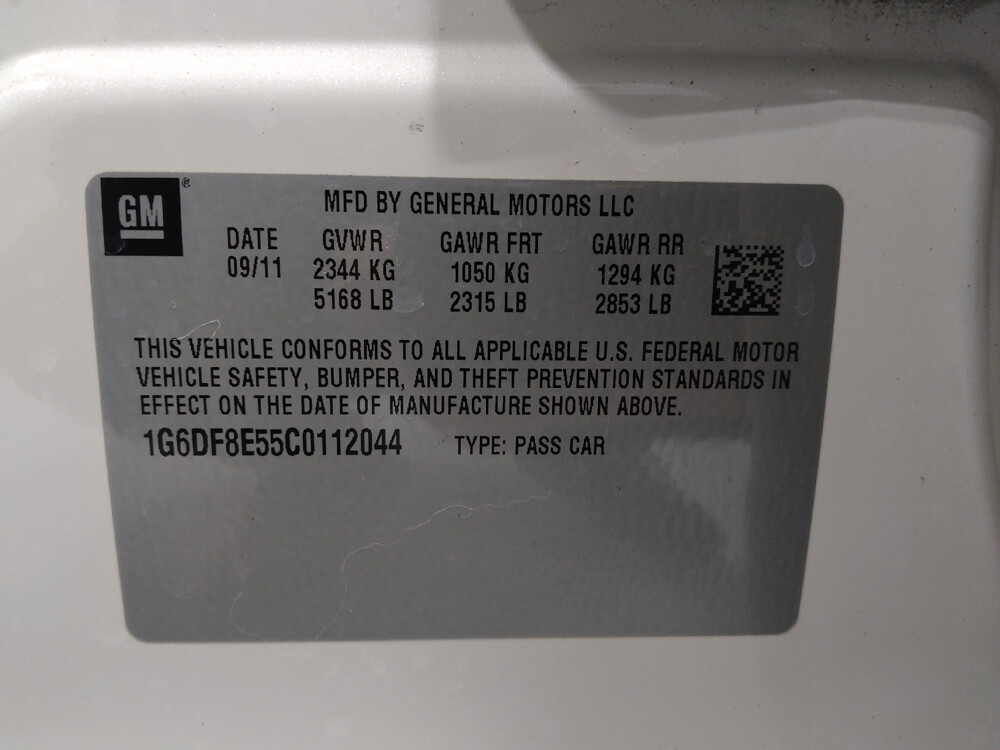 GM ®
MFD BY GENERAL MOTORS LLC
DATE GVWR GAWR FRT GAWR RR
09/11 2344 KG 1050 KG 1294 KG
5168 LB 2315 LB 2853 LB
THIS VEHICLE CONFORMS TO ALL APPLICABLE U.S. FEDERAL MOTOR
VEHICLE SAFETY, BUMPER, AND THEFT PREVENTION STANDARDS IN
EFFECT ON THE DATE OF MANUFACTURE SHOWN ABOVE.
1G6DF8E55C0112044 TYPE: PASS CAR